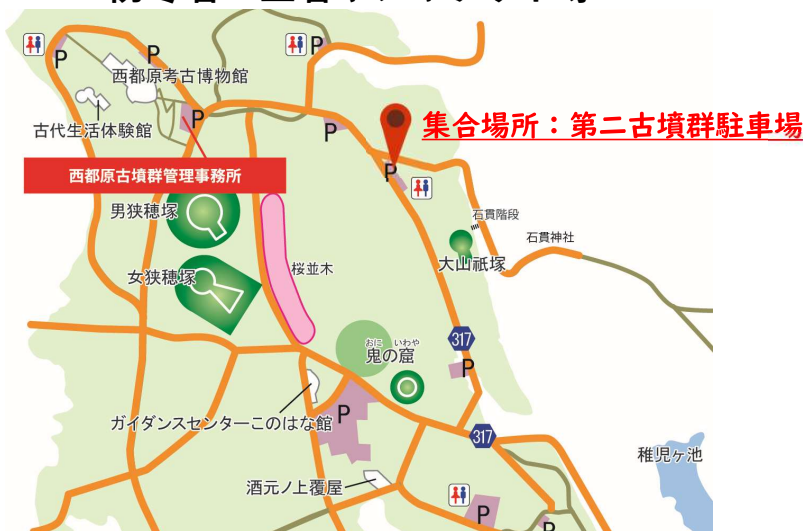 P
P
P
西都原考古博物館
古代生活体験館
P
P
集合場所：第二古墳群駐車場
P
西都原古墳群管理事務所
男狭穂塚
石貫階段
石貫神社
大山祇塚
女狭穂塚
桜並木
おに いわや
鬼の窟
317
P
ガイダンスセンターこのはな館
P
317
稚児ヶ池
酒元ノ上覆屋
P
P